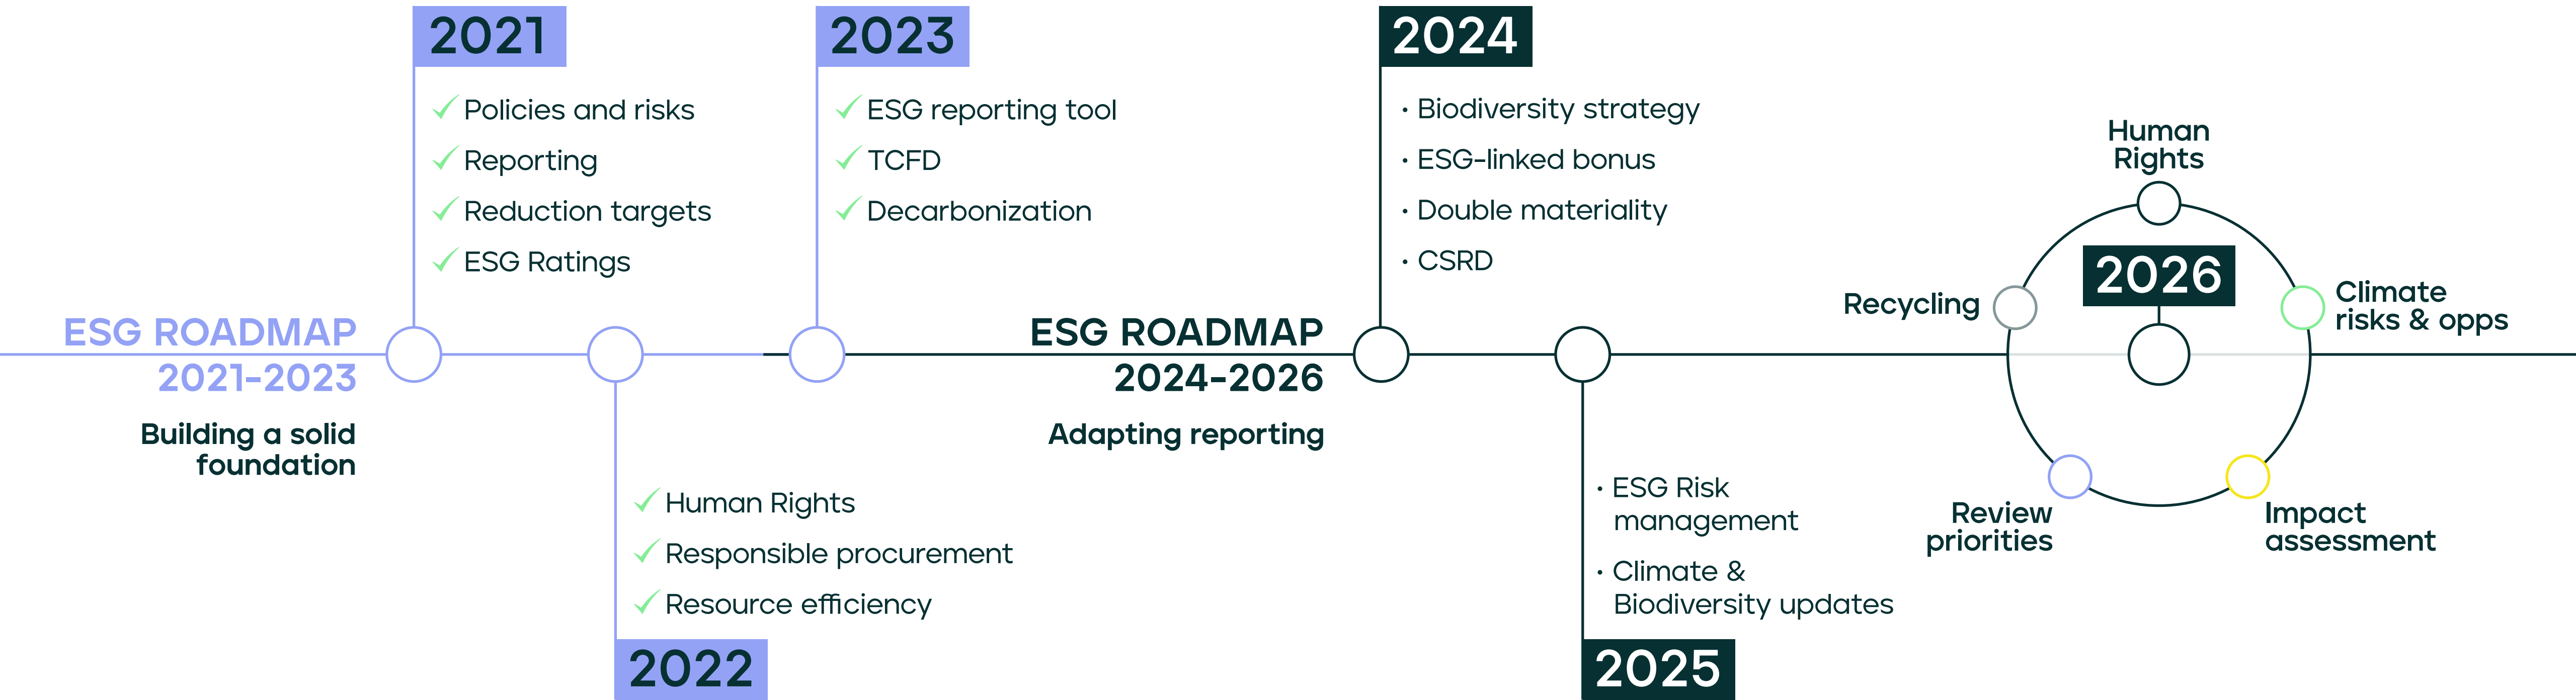 ESG ROADMAP
2021–2023
Building a solid
foundation
2021
Policies and risks
Reporting
Reduction targets
ESG Ratings
Human Rights
Responsible procurement
Resource efficiency
2022
2023
ESG reporting tool
TCFD
Decarbonization
ESG ROADMAP
2024–2026
Adapting reporting
2024
· Biodiversity strategy
· ESG-linked bonus
· Double materiality
· CSRD
· ESG Risk
management
· Climate &
Biodiversity updates
2025
2026
Human
Rights
Climate
risks & opps
Impact
assessment
Review
priorities
Recycling